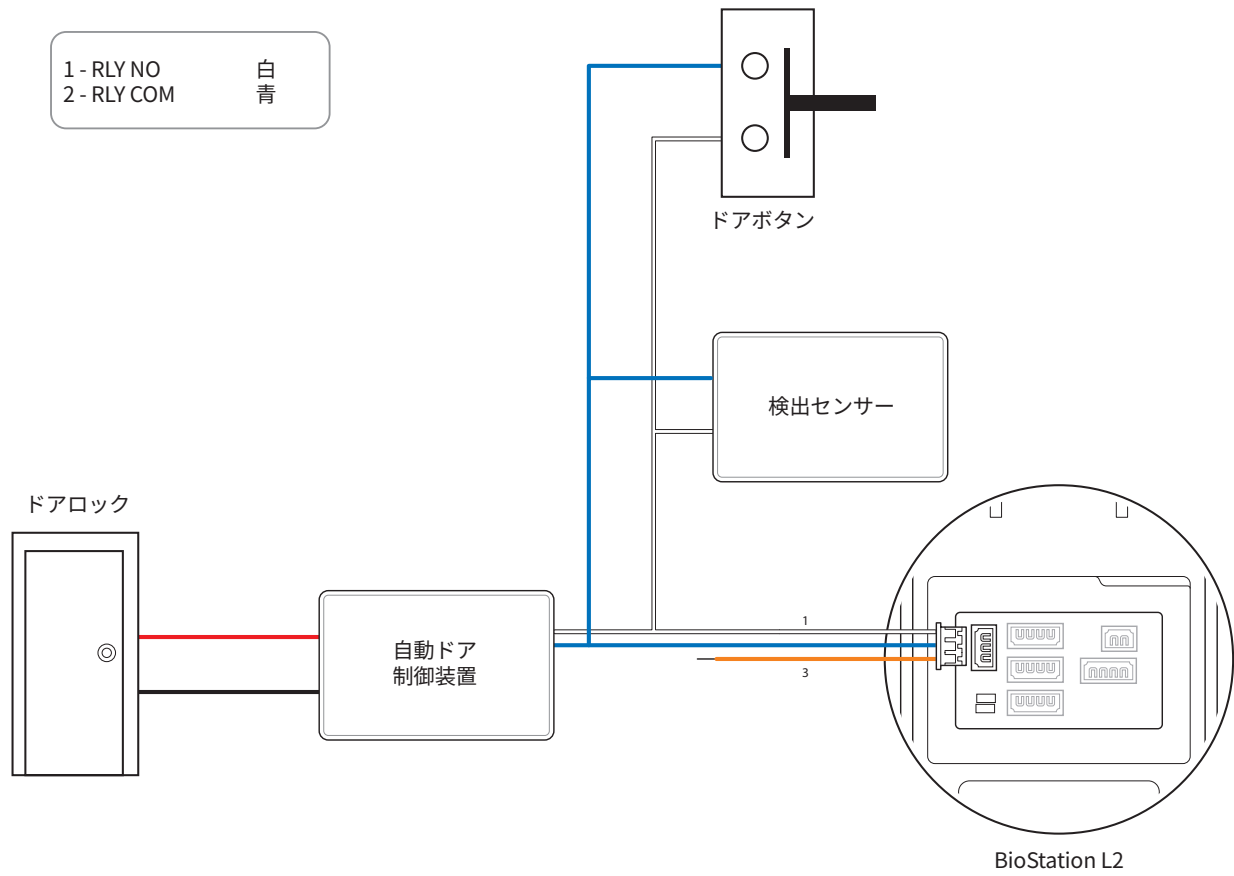 1 - RLY NO 白
2 - RLY COM 青
ドアボタン
検出センサー
ドアロック
自動ドア
制御装置
1
3
BioStation L2